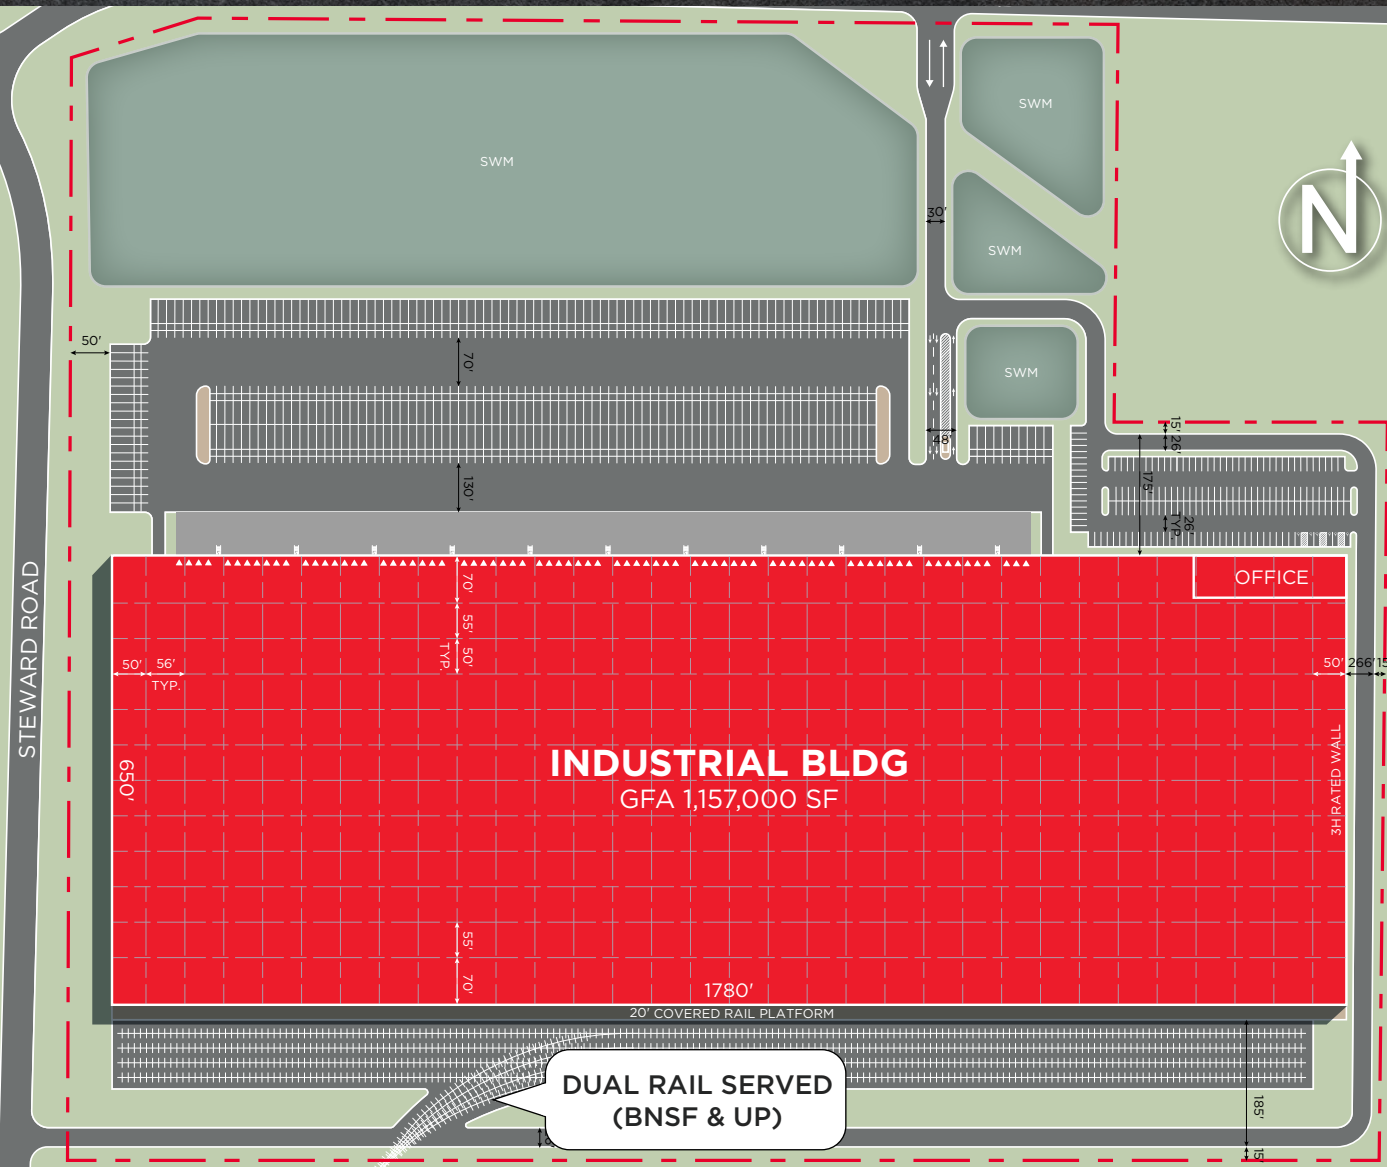 SWM
SWM
SWM
SWM
N
30'
50'
70'
130'
48'
15'
26'
175'
26'
TYP.
STEWARD ROAD
OFFICE
70'
55'
50'
TYP.
50'
56'
TYP.
50'
266'
15
650'
INDUSTRIAL BLDG
GFA 1,157,000 SF
3H RATED WALL
55'
70'
1780'
20' COVERED RAIL PLATFORM
DUAL RAIL SERVED
(BNSF & UP)
185'
15'